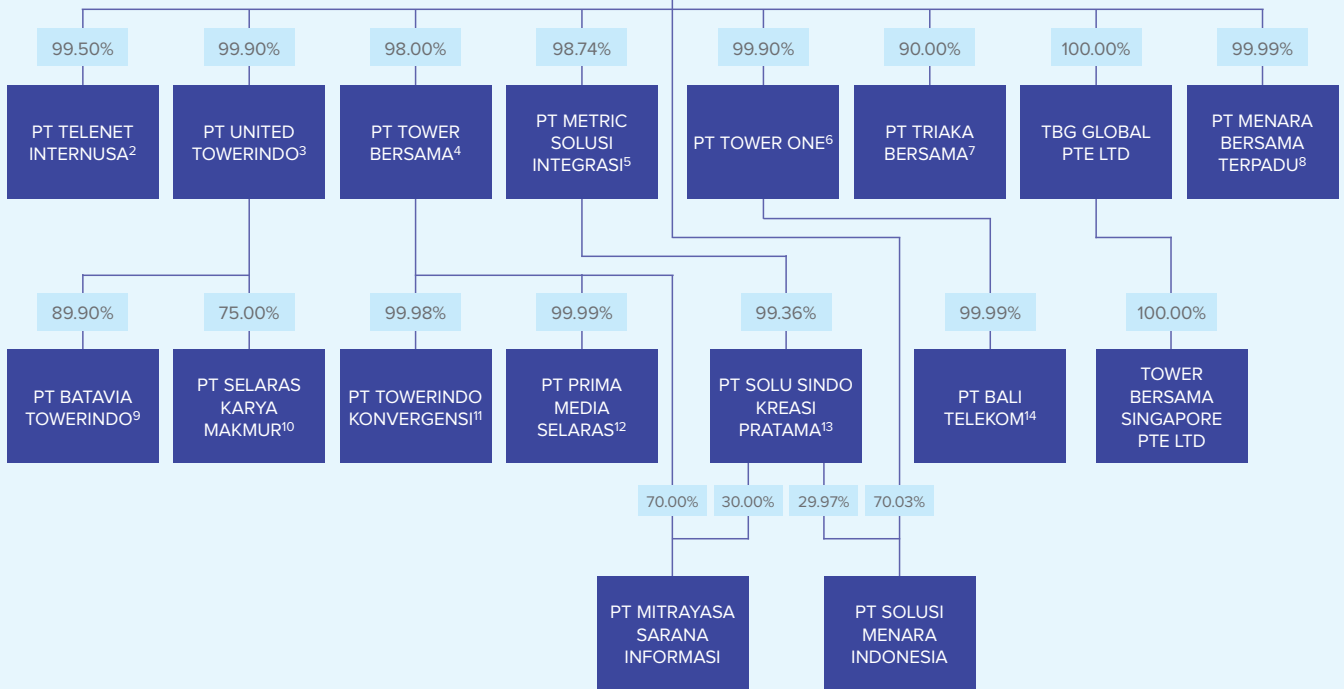 99.50%
99.90%
98.00%
98.74%
99.90%
90.00%
100.00%
99.99%
PT TELENET
INTERNUSA²
PT UNITED
TOWERINDO³
PT TOWER
BERSAMA⁴
PT METRIC
SOLUSI
INTEGRASI⁵
PT TOWER ONE⁶
PT TRIAKA
BERSAMA⁷
TBG GLOBAL
PTE LTD
PT MENARA
BERSAMA
TERPADU⁸
89.90%
75.00%
99.98%
99.99%
99.36%
99.99%
100.00%
PT BATAVIA
TOWERINDO⁹
PT SELARAS
KARYA
MAKMUR¹⁰
PT TOWERINDO
KONVERGENSI¹¹
PT PRIMA
MEDIA
SELARAS¹²
PT SOLU SINDO
KREASI
PRATAMA¹³
PT BALI
TELEKOM¹⁴
TOWER
BERSAMA
SINGAPORE
PTE LTD
70.00%
30.00%
29.97%
70.03%
PT MITRAYASA
SARANA
INFORMASI
PT SOLUSI
MENARA
INDONESIA